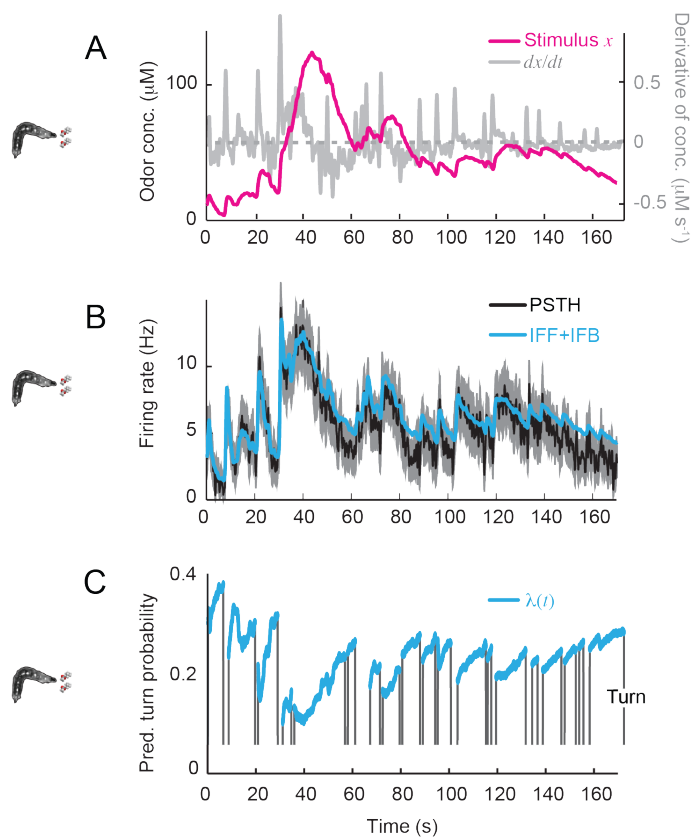 A
Stimulus x
dx/dt
Odor conc. (μM)
100
0
0.5
0
-0.5
Derivative of conc. (μM s⁻¹)
0 20 40 60 80 100 120 140 160
B
PSTH
IFF+IFB
Firing rate (Hz)
10
5
0
0 20 40 60 80 100 120 140 160
C
λ(t)
Pred. turn probability
0.4
0.2
0
Turn
0 20 40 60 80 100 120 140 160
Time (s)